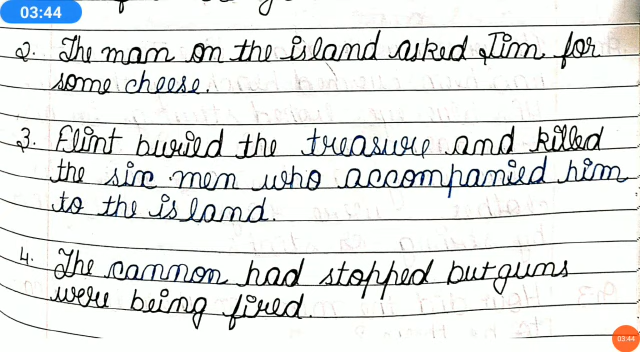 03:44
2. The man on the island asked Jim for
some cheese.
3. Flint buried the treasure and killed
the six men who accompanied him
to the island.
4. The cannon had stopped but guns
were being fired.
03:44